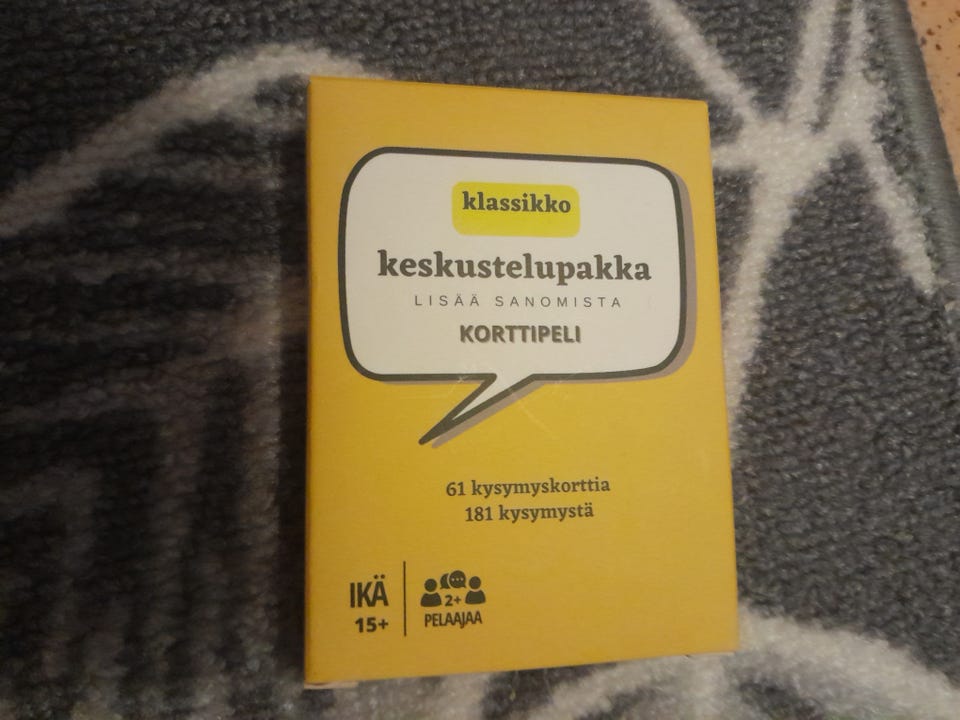 klassikko
keskustelupakka
LISÄÄ SANOMISTA
KORTTIPELI
61 kysymyskorttia
181 kysymystä
IKÄ
15+
2+
PELAAJAA